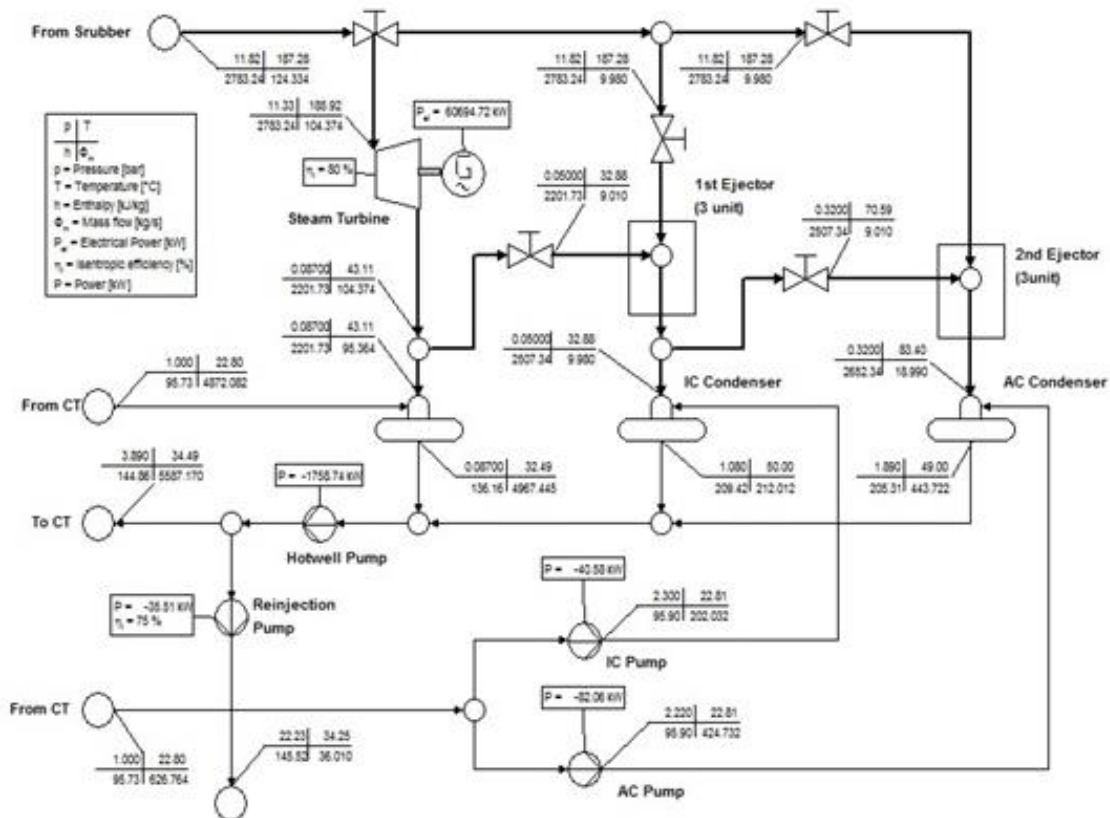 From Srubber
11.82 187.28
2783.24 124.334
11.82 187.28
2783.24 9.980
11.82 187.28
2783.24 9.980
p T
h Φm
p = Pressure [bar]
T = Temperature [°C]
h = Enthalpy [kJ/kg]
Φm = Mass flow [kg/s]
Pel = Electrical Power [kW]
ηi = Isentropic efficiency [%]
P = Power [kW]
11.33 186.92
2783.24 104.374
Pel = 60694.72 kW
ηi = 80 %
G
~
Steam Turbine
0.05000 32.88
2201.73 9.010
1st Ejector
(3 unit)
0.3200 70.59
2507.34 9.010
2nd Ejector
(3unit)
0.08700 43.11
2201.73 104.374
0.08700 43.11
2201.73 95.364
0.05000 32.88
2507.34 9.980
0.3200 83.40
2652.34 18.990
1.000 22.80
95.73 4872.082
From CT
IC Condenser
AC Condenser
3.890 34.49
144.86 5587.170
0.08700 32.49
136.16 4967.445
1.080 50.00
209.42 212.012
1.890 49.00
205.31 443.722
P = -1758.74 kW
To CT
Hotwell Pump
P = -35.51 kW
ηi = 75 %
Reinjection
Pump
P = -40.58 kW
2.300 22.81
95.90 202.032
IC Pump
From CT
P = -82.06 kW
2.220 22.81
95.90 424.732
AC Pump
1.000 22.80
95.73 626.764
22.23 34.25
145.52 36.010